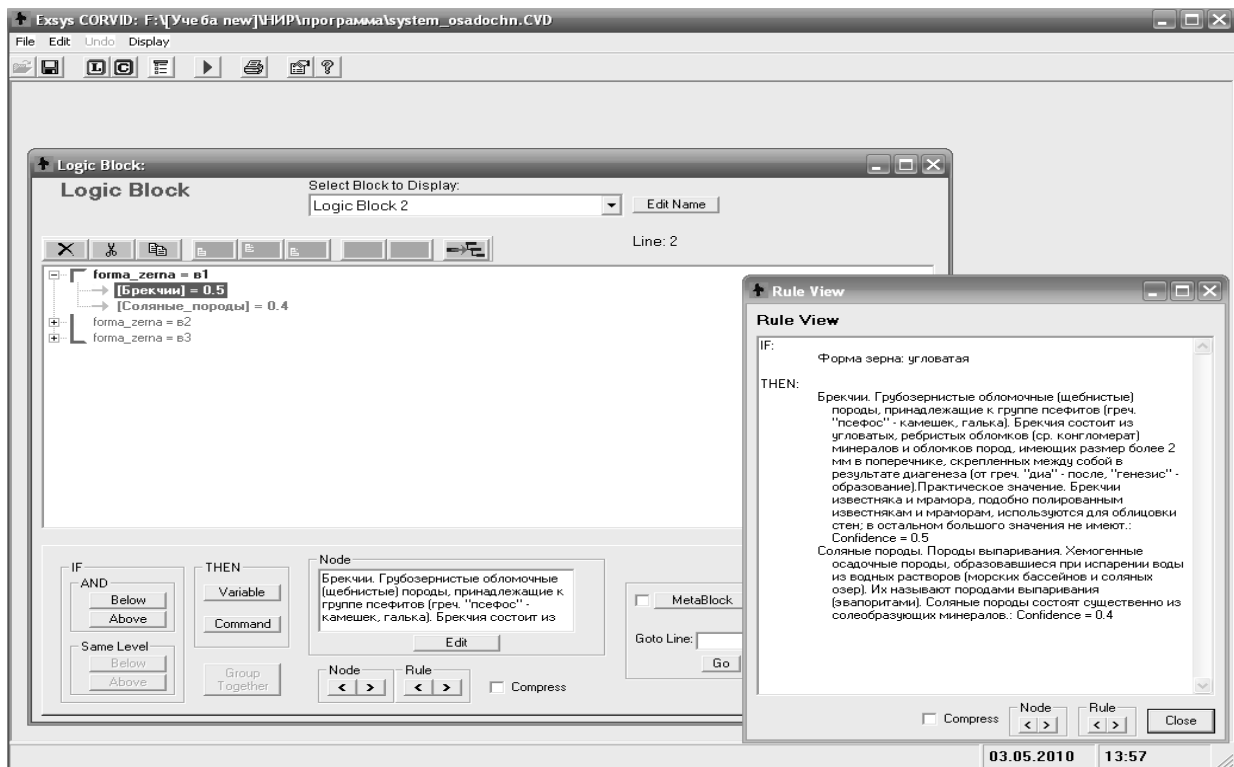 Exsys CORVID: F:\[Учеба new]\НИР\программа\system_osadochn.CVD
File Edit Undo Display
L C
Logic Block:
Logic Block
Select Block to Display:
Logic Block 2
Edit Name
Line: 2
forma_zerna = в1
[Брекчии] = 0.5
[Соляные_породы] = 0.4
forma_zerna = в2
forma_zerna = в3
IF
AND
Below
Above
Same Level
Below
Above
THEN
Variable
Command
Group
Together
Node
Брекчии. Грубозернистые обломочные
(щебнистые) породы, принадлежащие к
группе псефитов (греч. "псефос" -
камешек, галька). Брекчия состоит из
Edit
Node
< >
Rule
< >
Compress
MetaBlock
Goto Line:
Go
Rule View
Rule View
IF:
Форма зерна: угловатая
THEN:
Брекчии. Грубозернистые обломочные (щебнистые)
породы, принадлежащие к группе псефитов (греч.
"псефос" - камешек, галька). Брекчия состоит из
угловатых, ребристых обломков (ср. конгломерат)
минералов и обломков пород, имеющих размер более 2
мм в поперечнике, скрепленных между собой в
результате диагенеза (от греч. "диа" - после, "генезис" -
образование).Практическое значение. Брекчии
известняка и мрамора, подобно полированным
известнякам и мраморам, используются для облицовки
стен; в остальном большого значения не имеют.:
Confidence = 0.5
Соляные породы. Породы выпаривания. Хемогенные
осадочные породы, образовавшиеся при испарении воды
из водных растворов (морских бассейнов и соляных
озер). Их называют породами выпаривания
(эвапоритами). Соляные породы состоят существенно из
солеобразующих минералов.: Confidence = 0.4
Compress
Node
< >
Rule
< >
Close
03.05.2010 13:57